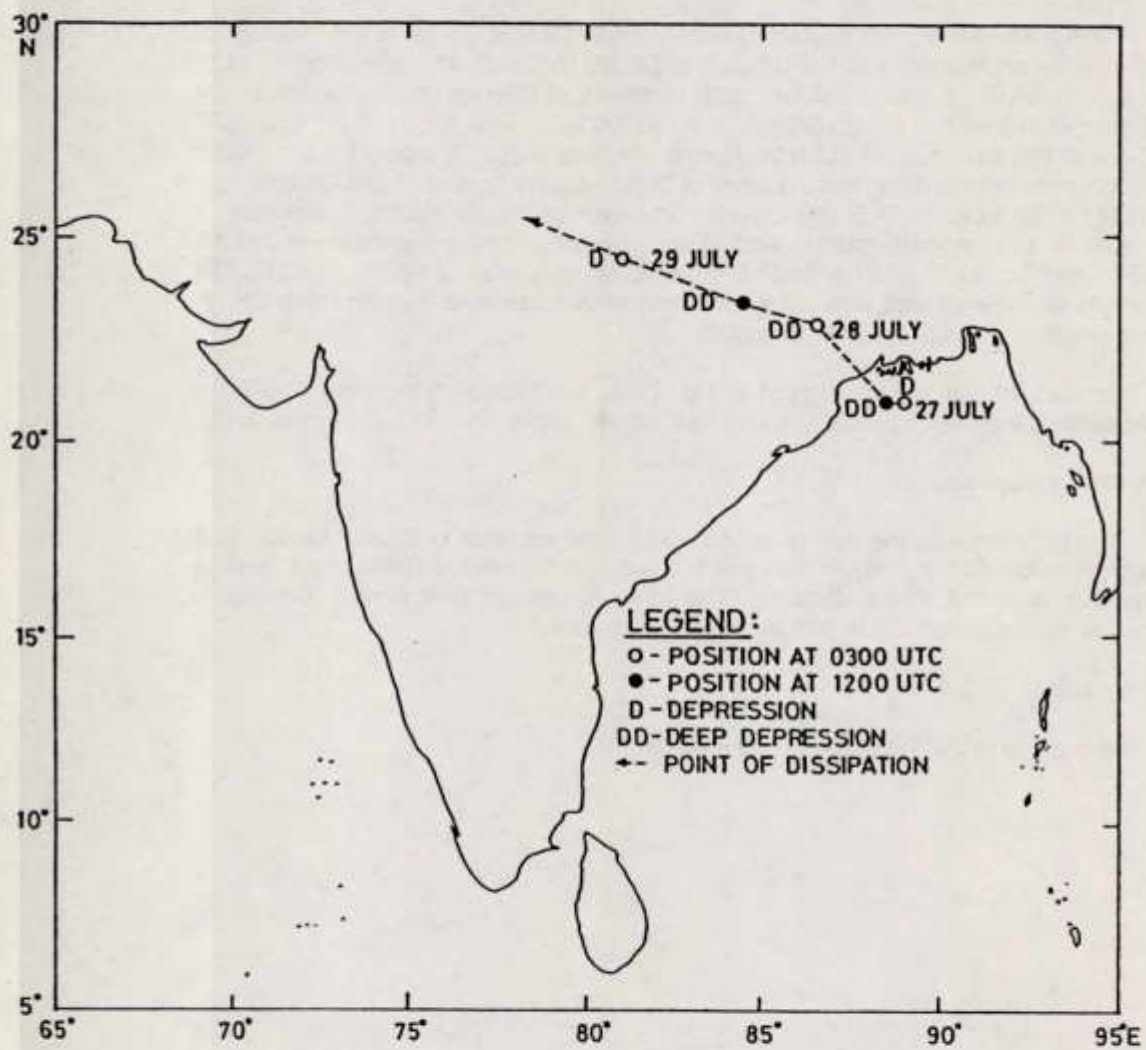 30°
N
25°
20°
15°
10°
5°
65°
70°
75°
80°
85°
90°
95°E
D
29 JULY
DD
DD
28 JULY
D
DD
27 JULY
LEGEND:
○ - POSITION AT 0300 UTC
● - POSITION AT 1200 UTC
D - DEPRESSION
DD - DEEP DEPRESSION
POINT OF DISSIPATION